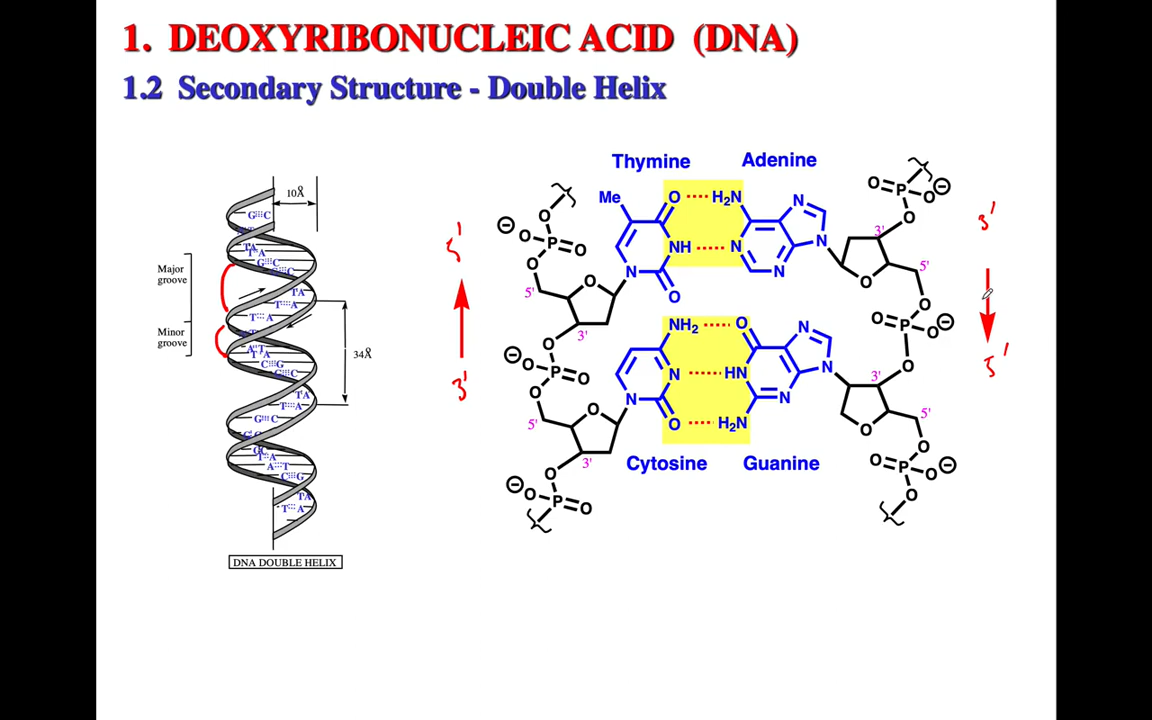 1. DEOXYRIBONUCLEIC ACID (DNA)
1.2 Secondary Structure - Double Helix
10Å
G C
T A
T A
G C
G C
Major
groove
T A
T A
T A
Minor
groove
A T
T A
C G
G C
34Å
T A
T A
G C
G C
T A
A T
C G
T A
T A
DNA DOUBLE HELIX
Thymine Adenine
Me O H2N N
NH N
N O N N
Cytosine Guanine
NH2 O N
N HN
N O H2N N N
O P O O
5' 3'
O P O O
5' 3'
O P O
O=P O O
3' 5'
O=P O O
3' 5'
O=P O O
5'
3'
3'
5'